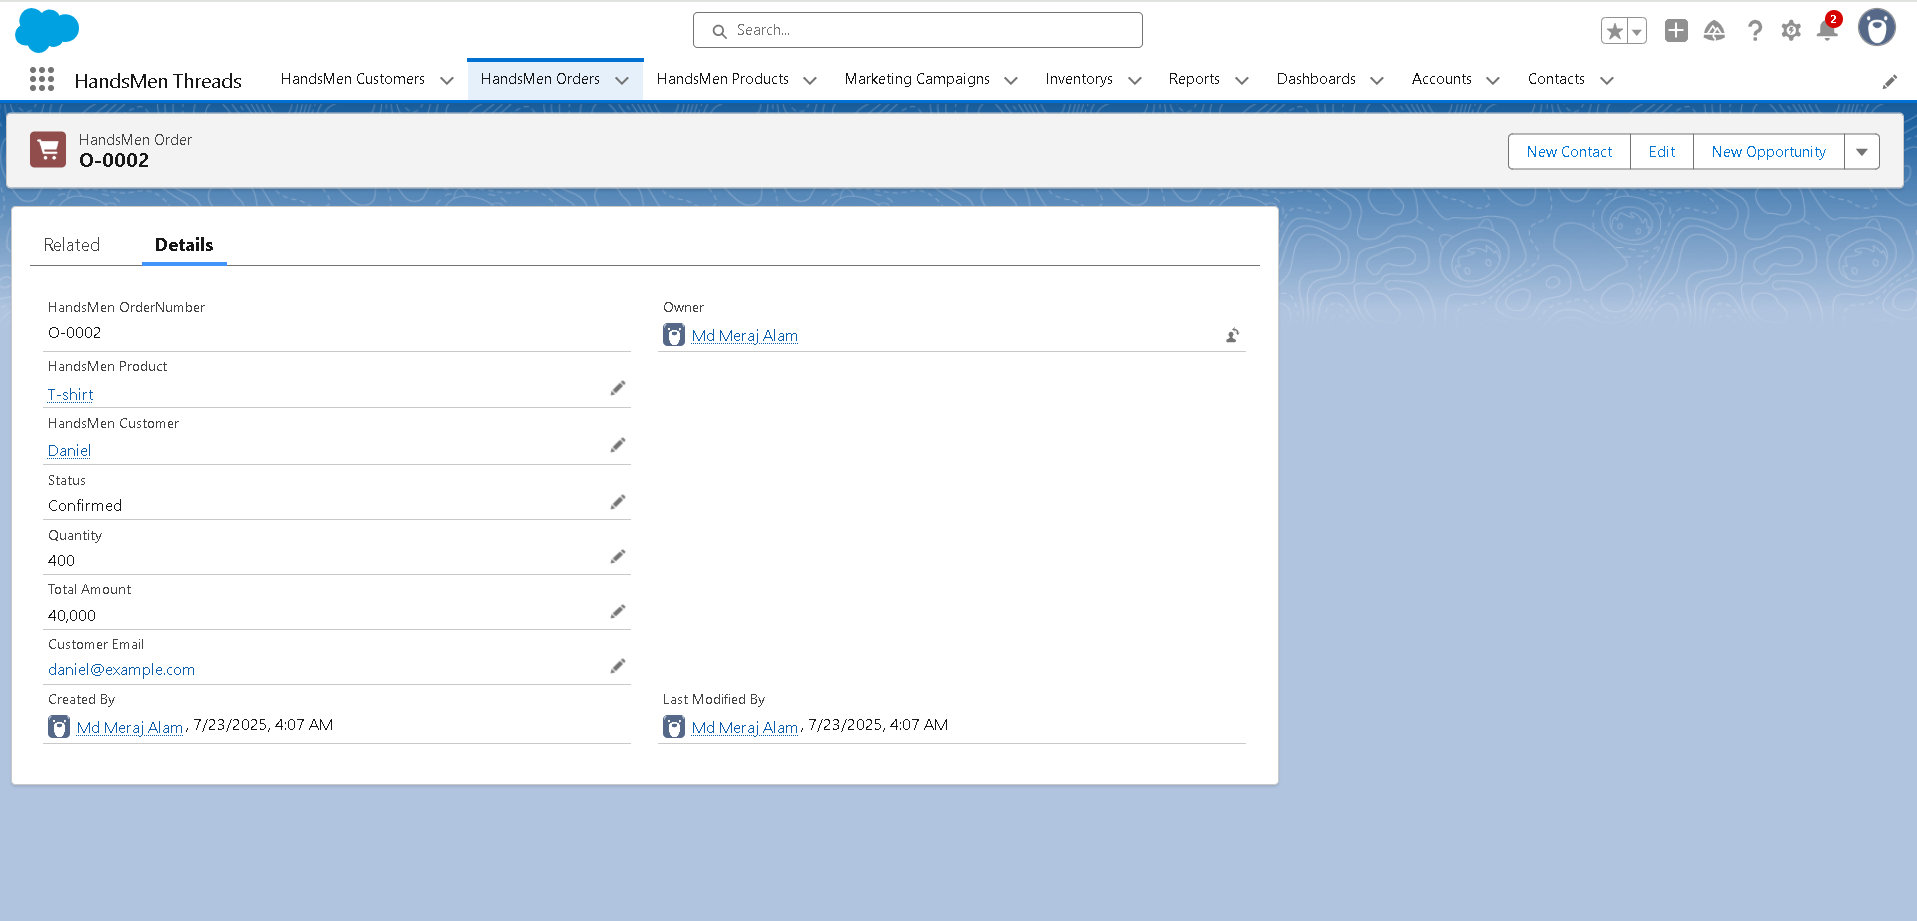 Search...
2
HandsMen Threads
HandsMen Customers
HandsMen Orders
HandsMen Products
Marketing Campaigns
Inventorys
Reports
Dashboards
Accounts
Contacts
HandsMen Order
O-0002
New Contact
Edit
New Opportunity
Related
Details
HandsMen OrderNumber
O-0002
Owner
Md Meraj Alam
HandsMen Product
T-shirt
HandsMen Customer
Daniel
Status
Confirmed
Quantity
400
Total Amount
40,000
Customer Email
daniel@example.com
Created By
Md Meraj Alam, 7/23/2025, 4:07 AM
Last Modified By
Md Meraj Alam, 7/23/2025, 4:07 AM